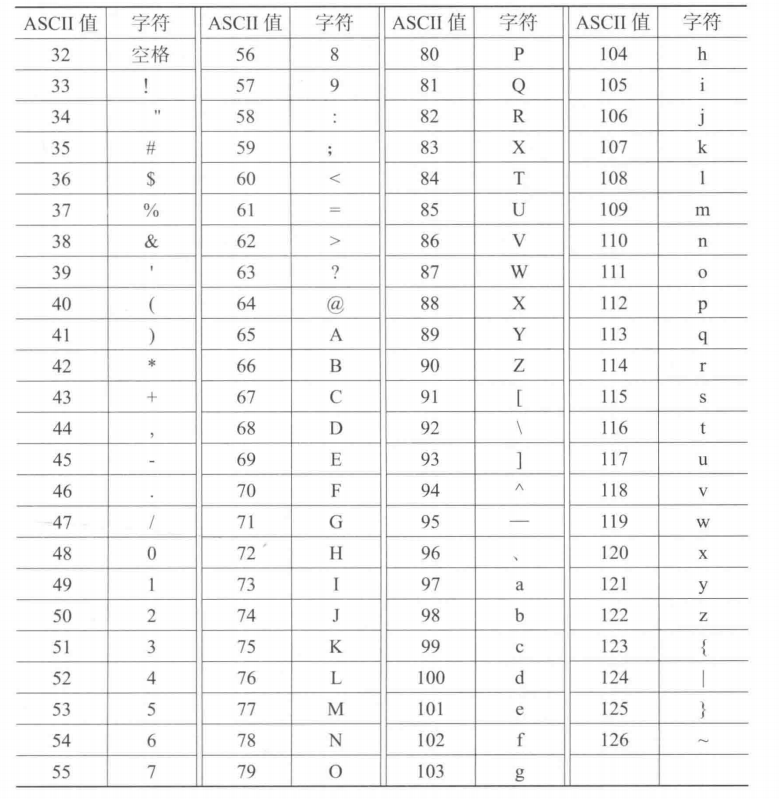 ASCII 值 字符 ASCII 值 字符 ASCII 值 字符 ASCII 值 字符
32 空格 56 8 80 P 104 h
33 ! 57 9 81 Q 105 i
34 " 58 : 82 R 106 j
35 # 59 ; 83 X 107 k
36 $ 60 < 84 T 108 l
37 % 61 = 85 U 109 m
38 & 62 > 86 V 110 n
39 ' 63 ? 87 W 111 o
40 ( 64 @ 88 X 112 p
41 ) 65 A 89 Y 113 q
42 * 66 B 90 Z 114 r
43 + 67 C 91 [ 115 s
44 , 68 D 92 \ 116 t
45 - 69 E 93 ] 117 u
46 . 70 F 94 ^ 118 v
47 / 71 G 95 — 119 w
48 0 72 H 96 、 120 x
49 1 73 I 97 a 121 y
50 2 74 J 98 b 122 z
51 3 75 K 99 c 123 {
52 4 76 L 100 d 124 |
53 5 77 M 101 e 125 }
54 6 78 N 102 f 126 ~
55 7 79 O 103 g